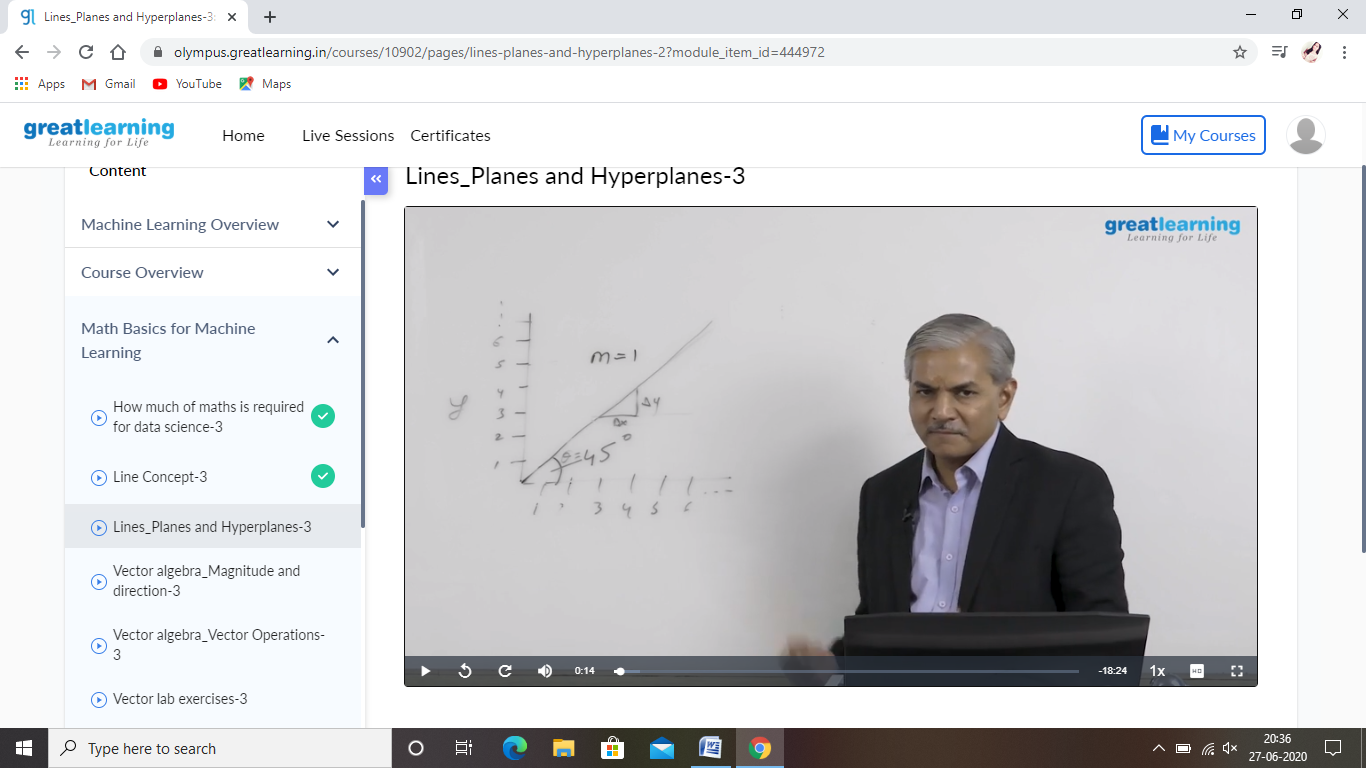 Lines_Planes and Hyperplanes-3
olympus.greatlearning.in/courses/10902/pages/lines-planes-and-hyperplanes-2?module_item_id=444972
Apps
Gmail
YouTube
Maps
greatlearning
Learning for Life
Home
Live Sessions
Certificates
My Courses
Content
Machine Learning Overview
Course Overview
Math Basics for Machine
Learning
How much of maths is required
for data science-3
Line Concept-3
Lines_Planes and Hyperplanes-3
Vector algebra_Magnitude and
direction-3
Vector algebra_Vector Operations-
3
Vector lab exercises-3
Lines_Planes and Hyperplanes-3
greatlearning
Learning for Life
6
5
4
3
2
1
y
m=1
Δy
Δx
θ=45°
1 2 3 4 5 6 ...
0:14
-18:24
1x
HD
Type here to search
20:36
27-06-2020